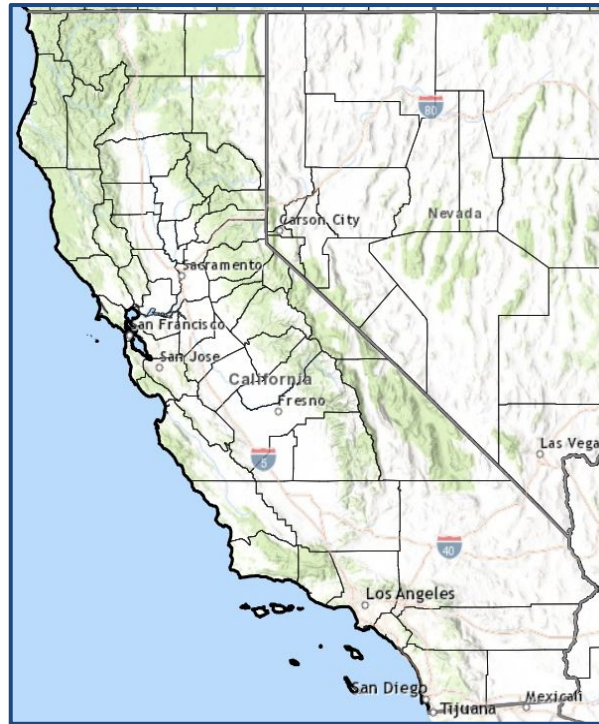 80
Carson City
Nevada
Sacramento
San Francisco
San Jose
California
Fresno
5
Las Vega
40
Los Angeles
San Diego
Tijuana
Mexicali